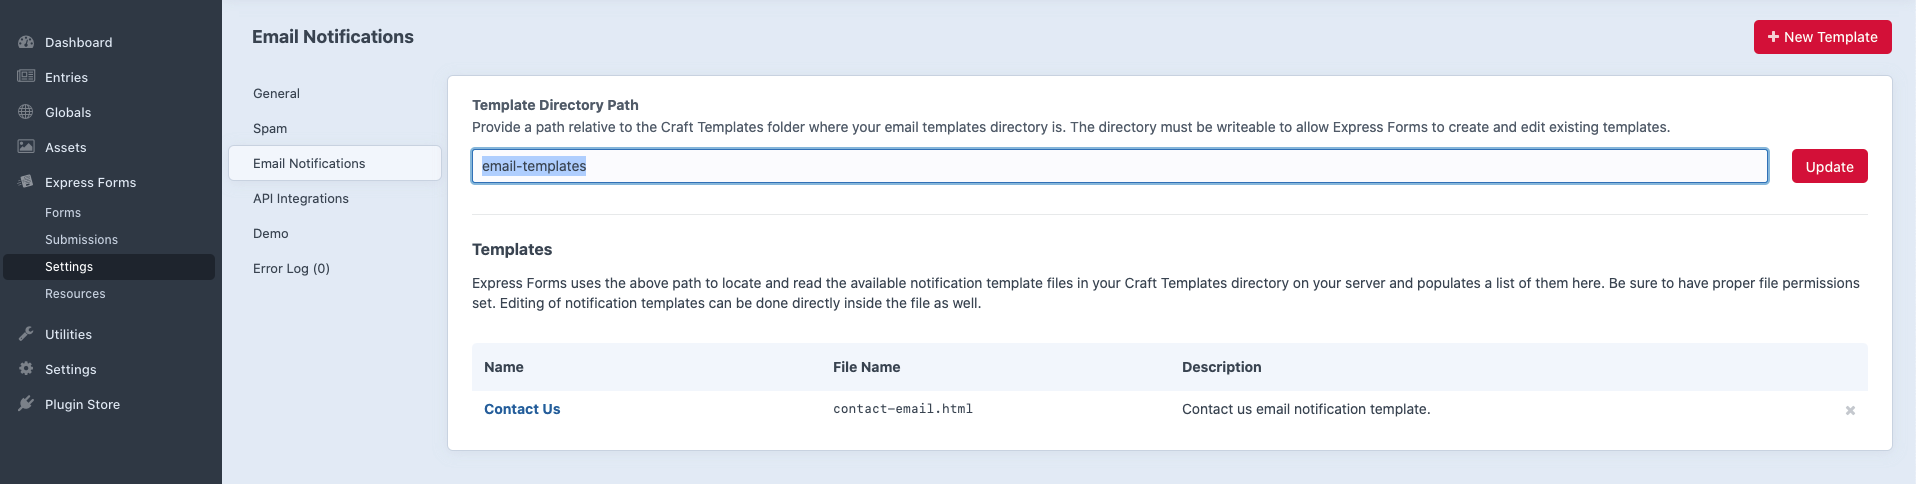 Dashboard
Entries
Globals
Assets
Express Forms
Forms
Submissions
Settings
Resources
Utilities
Settings
Plugin Store
Email Notifications
New Template
General
Spam
Email Notifications
API Integrations
Demo
Error Log (0)
Template Directory Path
Provide a path relative to the Craft Templates folder where your email templates directory is. The directory must be writeable to allow Express Forms to create and edit existing templates.
email-templates
Update
Templates
Express Forms uses the above path to locate and read the available notification template files in your Craft Templates directory on your server and populates a list of them here. Be sure to have proper file permissions
set. Editing of notification templates can be done directly inside the file as well.
Name File Name Description
Contact Us contact-email.html Contact us email notification template.